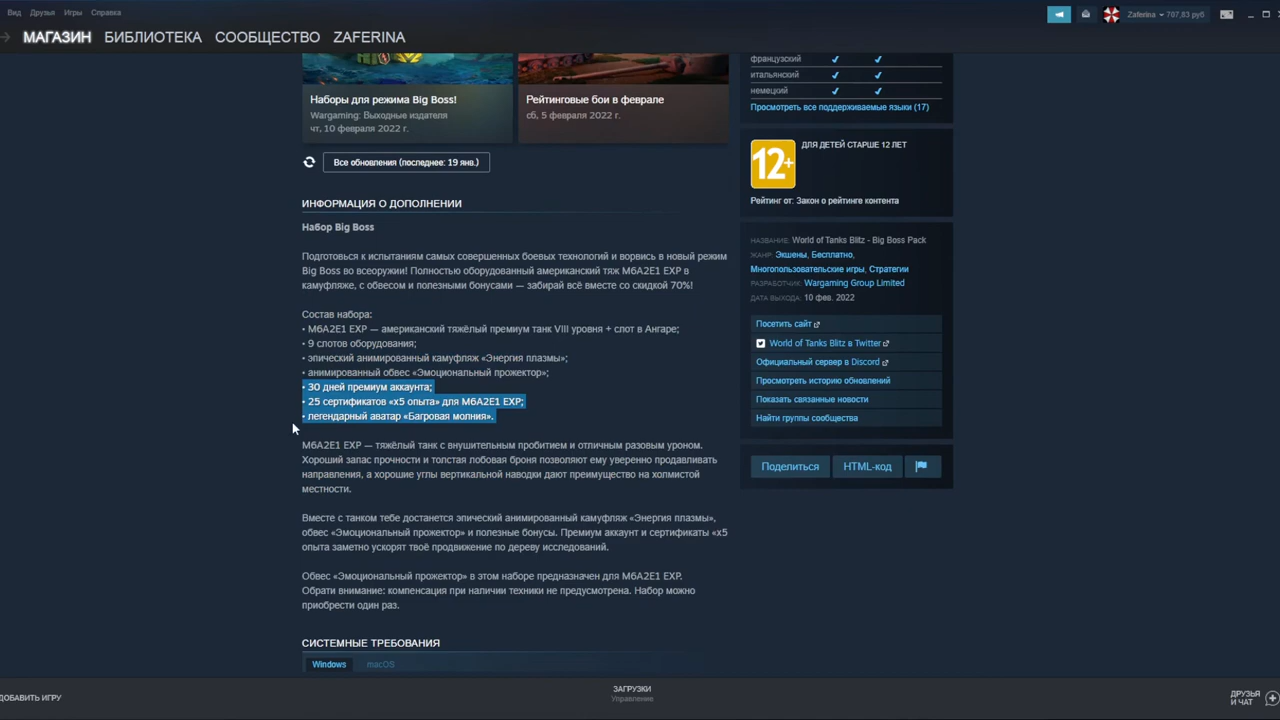 Вид Друзья Игры Справка
Zaferina 707,83 руб
МАГАЗИН БИБЛИОТЕКА СООБЩЕСТВО ZAFERINA
Наборы для режима Big Boss!
Wargaming: Выходные издателя
чт, 10 февраля 2022 г.
Рейтинговые бои в феврале
сб, 5 февраля 2022 г.
Все обновления (последнее: 19 янв.)
ИНФОРМАЦИЯ О ДОПОЛНЕНИИ
Набор Big Boss
Подготовься к испытаниям самых совершенных боевых технологий и ворвись в новый режим
Big Boss во всеоружии! Полностью оборудованный американский тяж M6A2E1 EXP в
камуфляже, с обвесом и полезными бонусами — забирай всё вместе со скидкой 70%!
Состав набора:
• M6A2E1 EXP — американский тяжёлый премиум танк VIII уровня + слот в Ангаре;
• 9 слотов оборудования;
• эпический анимированный камуфляж «Энергия плазмы»;
• анимированный обвес «Эмоциональный прожектор»;
• 30 дней премиум аккаунта;
• 25 сертификатов «x5 опыта» для M6A2E1 EXP;
• легендарный аватар «Багровая молния».
M6A2E1 EXP — тяжёлый танк с внушительным пробитием и отличным разовым уроном.
Хороший запас прочности и толстая лобовая броня позволяют ему уверенно продавливать
направления, а хорошие углы вертикальной наводки дают преимущество на холмистой
местности.
Вместе с танком тебе достанется эпический анимированный камуфляж «Энергия плазмы»,
обвес «Эмоциональный прожектор» и полезные бонусы. Премиум аккаунт и сертификаты «x5
опыта заметно ускорят твоё продвижение по дереву исследований.
Обвес «Эмоциональный прожектор» в этом наборе предназначен для M6A2E1 EXP.
Обрати внимание: компенсация при наличии техники не предусмотрена. Набор можно
приобрести один раз.
СИСТЕМНЫЕ ТРЕБОВАНИЯ
Windows macOS
французский
итальянский
немецкий
Просмотреть все поддерживаемые языки (17)
12+
ДЛЯ ДЕТЕЙ СТАРШЕ 12 ЛЕТ
Рейтинг от: Закон о рейтинге контента
НАЗВАНИЕ: World of Tanks Blitz - Big Boss Pack
ЖАНР: Экшены, Бесплатно,
Многопользовательские игры, Стратегии
РАЗРАБОТЧИК: Wargaming Group Limited
ДАТА ВЫХОДА: 10 фев. 2022
Посетить сайт
World of Tanks Blitz в Twitter
Официальный сервер в Discord
Просмотреть историю обновлений
Показать связанные новости
Найти группы сообщества
Поделиться HTML-код
ДОБАВИТЬ ИГРУ
ЗАГРУЗКИ
Управление
ДРУЗЬЯ
И ЧАТ